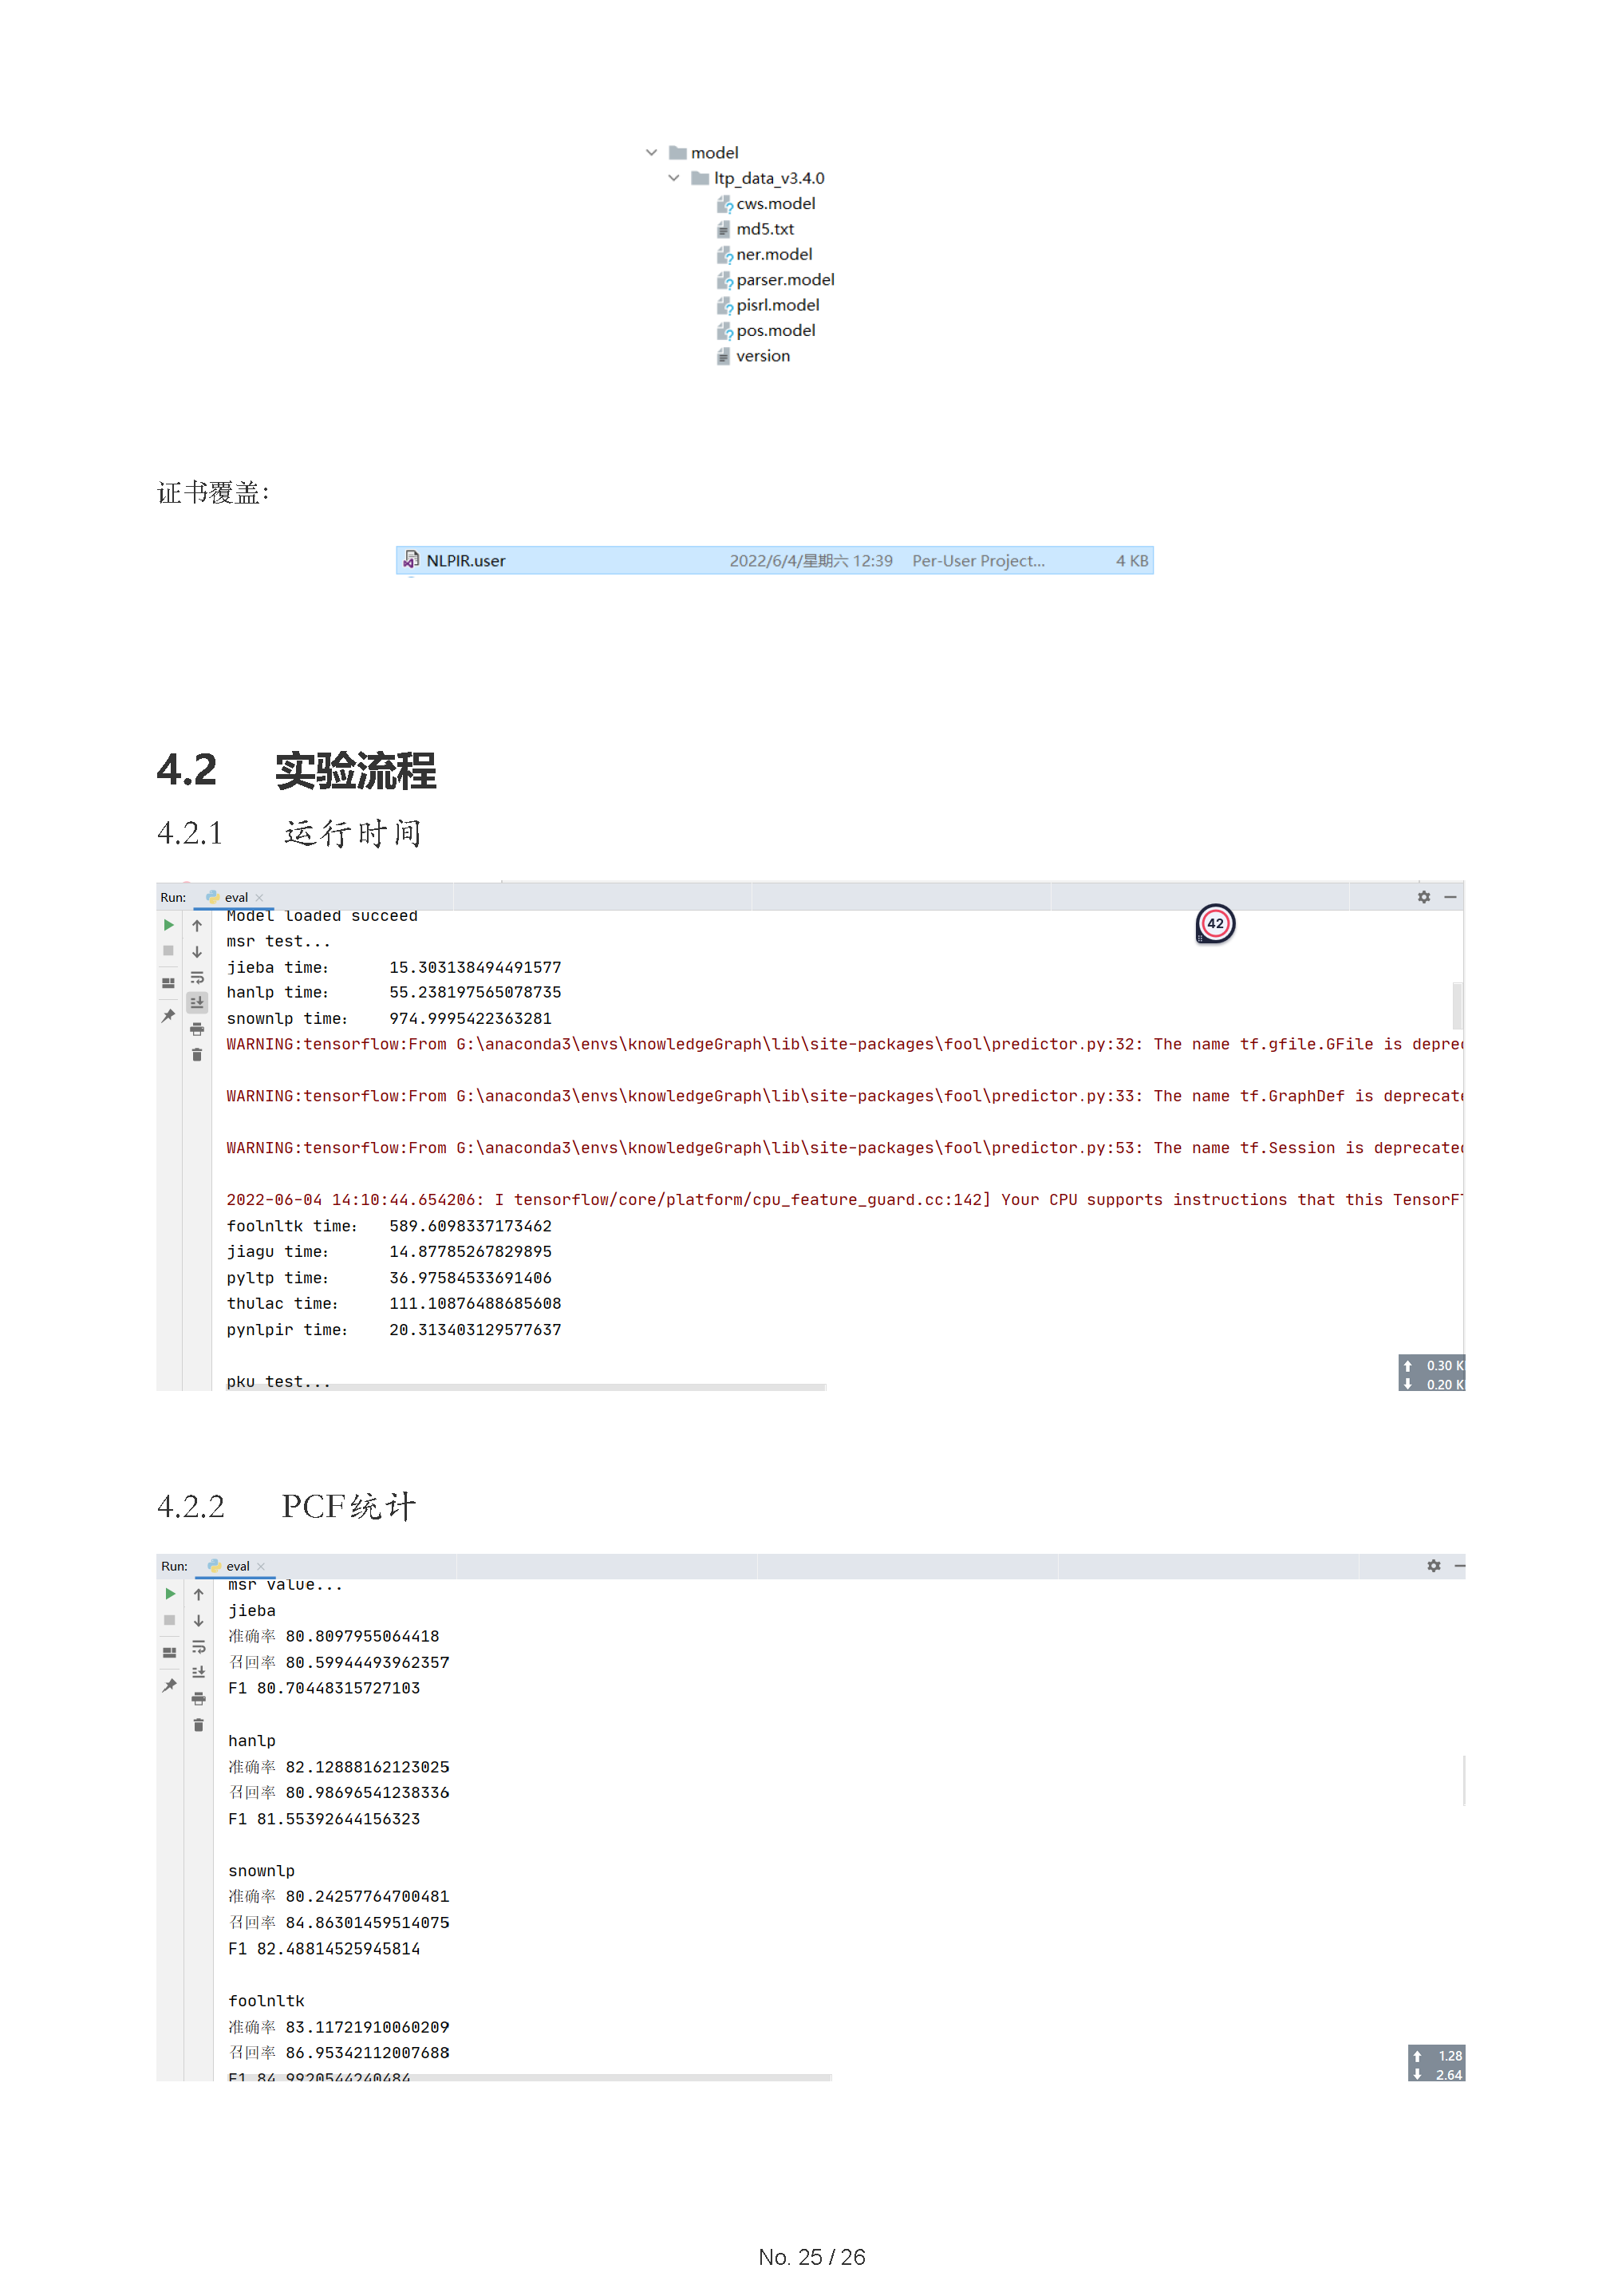 model
ltp_data_v3.4.0
cws.model
md5.txt
ner.model
parser.model
pisrl.model
pos.model
version
证书覆盖：
NLPIR.user 2022/6/4/星期六 12:39 Per-User Project... 4 KB
4.2 实验流程
4.2.1 运行时间
Run: eval
Model loaded succeed
42
msr test...
jieba time: 15.303138494491577
hanlp time: 55.238197565078735
snownlp time: 974.9995422363281
WARNING:tensorflow:From G:\anaconda3\envs\knowledgeGraph\lib\site-packages\fool\predictor.py:32: The name tf.gfile.GFile is deprec
WARNING:tensorflow:From G:\anaconda3\envs\knowledgeGraph\lib\site-packages\fool\predictor.py:33: The name tf.GraphDef is deprecate
WARNING:tensorflow:From G:\anaconda3\envs\knowledgeGraph\lib\site-packages\fool\predictor.py:53: The name tf.Session is deprecated
2022-06-04 14:10:44.654206: I tensorflow/core/platform/cpu_feature_guard.cc:142] Your CPU supports instructions that this TensorFl
foolnltk time: 589.6098337173462
jiagu time: 14.87785267829895
pyltp time: 36.97584533691406
thulac time: 111.10876488685608
pynlpir time: 20.313403129577637
0.30 K
pku test...
0.20 K
4.2.2 PCF统计
Run: eval
msr value...
jieba
准确率 80.8097955064418
召回率 80.59944493962357
F1 80.70448315727103
hanlp
准确率 82.12888162123025
召回率 80.98696541238336
F1 81.55392644156323
snownlp
准确率 80.24257764700481
召回率 84.86301459514075
F1 82.48814525945814
foolnltk
准确率 83.11721910060209
召回率 86.95342112007688
1.28
F1 84.9920544240484
2.64
No. 25 / 26